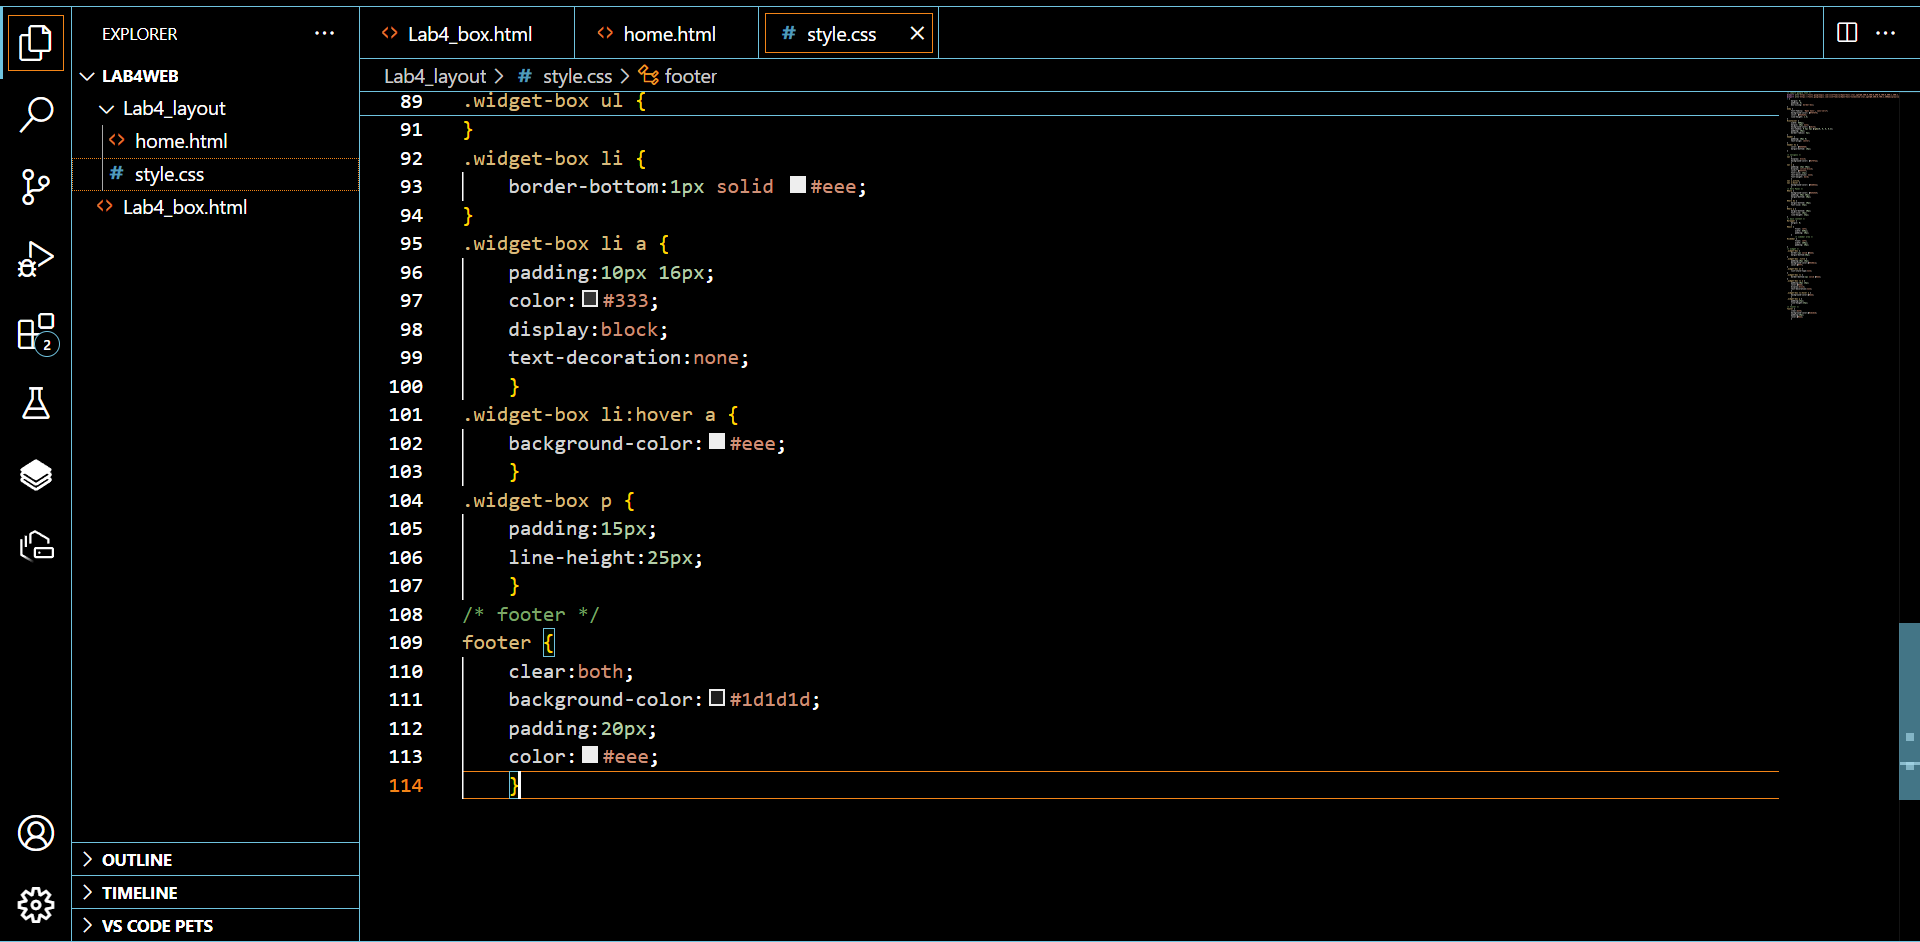 EXPLORER
LAB4WEB
Lab4_layout
home.html
style.css
Lab4_box.html
2
OUTLINE
TIMELINE
VS CODE PETS
Lab4_box.html
home.html
# style.css
Lab4_layout > # style.css > footer
89 .widget-box ul {
91 }
92 .widget-box li {
93 border-bottom:1px solid #eee;
94 }
95 .widget-box li a {
96 padding:10px 16px;
97 color:#333;
98 display:block;
99 text-decoration:none;
100 }
101 .widget-box li:hover a {
102 background-color:#eee;
103 }
104 .widget-box p {
105 padding:15px;
106 line-height:25px;
107 }
108 /* footer */
109 footer {
110 clear:both;
111 background-color:#1d1d1d;
112 padding:20px;
113 color:#eee;
114 }